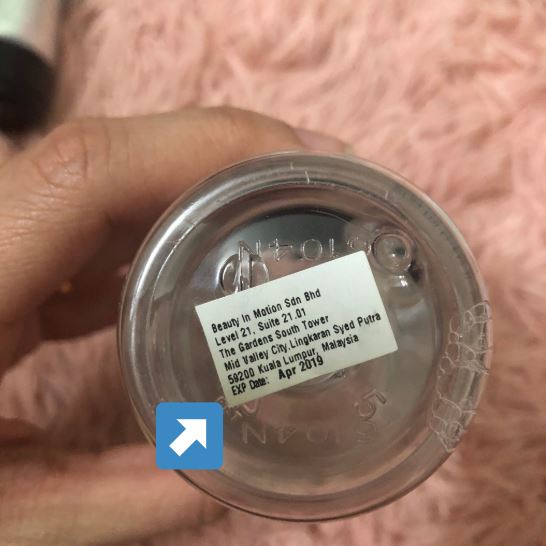 Beauty In Motion Sdn Bhd
Level 21, Suite 21.01
The Gardens South Tower
Mid Valley City,Lingkaran Syed Putra
59200 Kuala Lumpur, Malaysia
EXP Date: Apr 2019